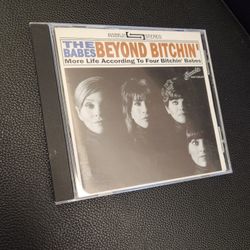 STEREO
THE BABES BEYOND BITCHIN'
More Life According To Four Bitchin' Babes